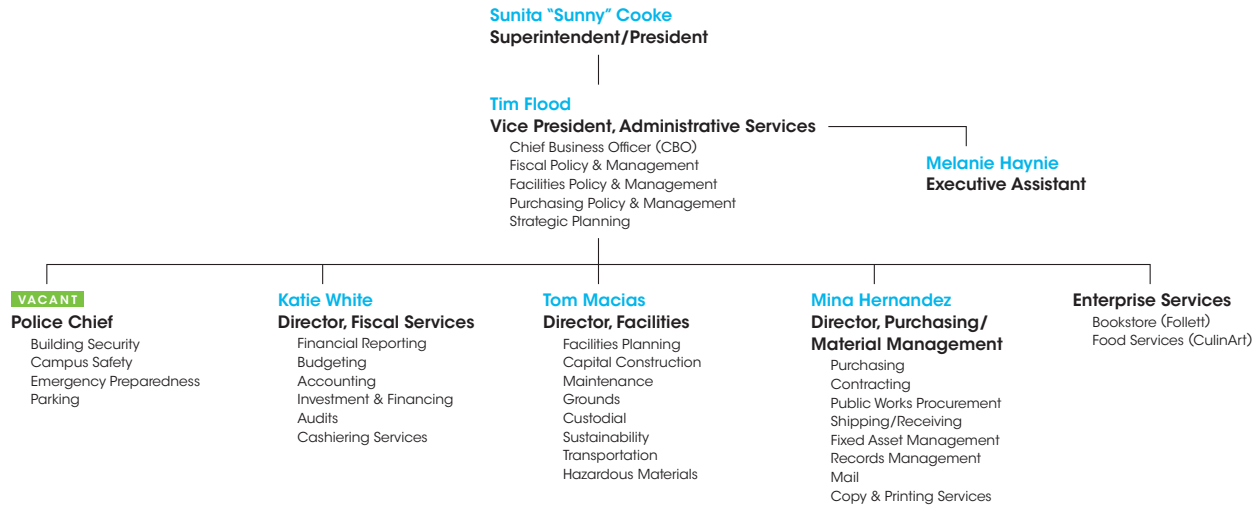 Sunita “Sunny” Cooke
Superintendent/President
Tim Flood
Vice President, Administrative Services
Chief Business Officer (CBO)
Fiscal Policy & Management
Facilities Policy & Management
Purchasing Policy & Management
Strategic Planning
Melanie Haynie
Executive Assistant
VACANT
Police Chief
Building Security
Campus Safety
Emergency Preparedness
Parking
Katie White
Director, Fiscal Services
Financial Reporting
Budgeting
Accounting
Investment & Financing
Audits
Cashiering Services
Tom Macias
Director, Facilities
Facilities Planning
Capital Construction
Maintenance
Grounds
Custodial
Sustainability
Transportation
Hazardous Materials
Mina Hernandez
Director, Purchasing/
Material Management
Purchasing
Contracting
Public Works Procurement
Shipping/Receiving
Fixed Asset Management
Records Management
Mail
Copy & Printing Services
Enterprise Services
Bookstore (Follett)
Food Services (CulinArt)